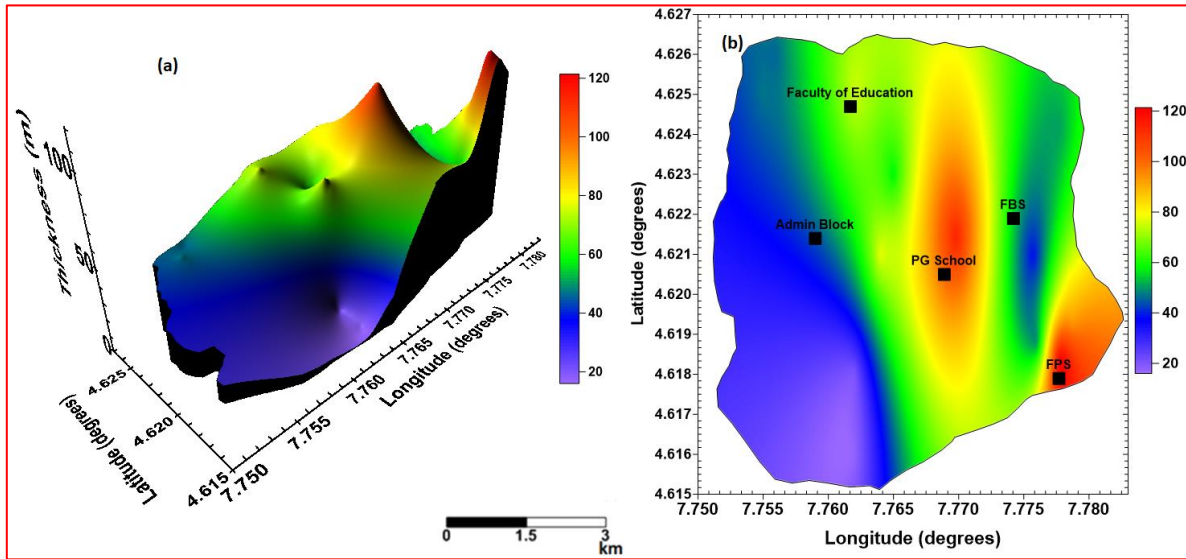 (a)
Thickness (m)
100
50
0
4.625
4.620
4.615
Latitude (degrees)
7.750
7.755
7.760
7.765
7.770
7.775
7.780
Longitude (degrees)
120
100
80
60
40
20
0 1.5 3
km
(b)
4.627
4.626
4.625
4.624
4.623
4.622
4.621
4.620
4.619
4.618
4.617
4.616
4.615
Latitude (degrees)
Faculty of Education
FBS
Admin Block
PG School
FPS
7.750 7.755 7.760 7.765 7.770 7.775 7.780
Longitude (degrees)
120
100
80
60
40
20